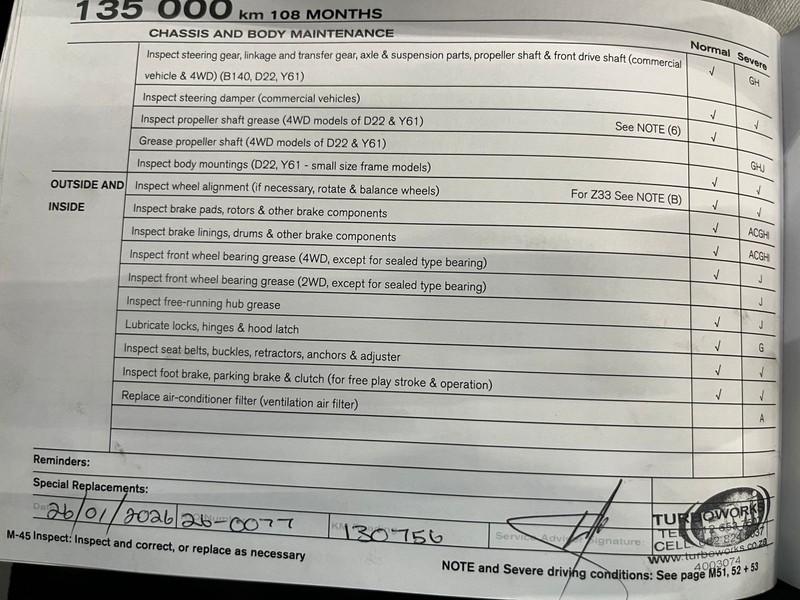 135 000 km 108 MONTHS
CHASSIS AND BODY MAINTENANCE
Normal Severe
Inspect steering gear, linkage and transfer gear, axle & suspension parts, propeller shaft & front drive shaft (commercial
vehicle & 4WD) (B140, D22, Y61) √ GH
Inspect steering damper (commercial vehicles)
Inspect propeller shaft grease (4WD models of D22 & Y61) See NOTE (6) √ √
Grease propeller shaft (4WD models of D22 & Y61) √
Inspect body mountings (D22, Y61 - small size frame models) GHJ
OUTSIDE AND
INSIDE
Inspect wheel alignment (if necessary, rotate & balance wheels) For Z33 See NOTE (B) √ √
Inspect brake pads, rotors & other brake components √ √
Inspect brake linings, drums & other brake components √ ACGHI
Inspect front wheel bearing grease (4WD, except for sealed type bearing) √ ACGHI
Inspect front wheel bearing grease (2WD, except for sealed type bearing) √ J
Inspect free-running hub grease J
Lubricate locks, hinges & hood latch √ J
Inspect seat belts, buckles, retractors, anchors & adjuster √ G
Inspect foot brake, parking brake & clutch (for free play stroke & operation) √ √
Replace air-conditioner filter (ventilation air filter) √ √
A
Reminders:
Special Replacements:
26/01/2026 26-0077 130756 Service Advisor Signature:
TURBOWORKS
TEL
CELL
www.turboworks.co.za
4003074
M-45 Inspect: Inspect and correct, or replace as necessary
NOTE and Severe driving conditions: See page M51, 52 + 53